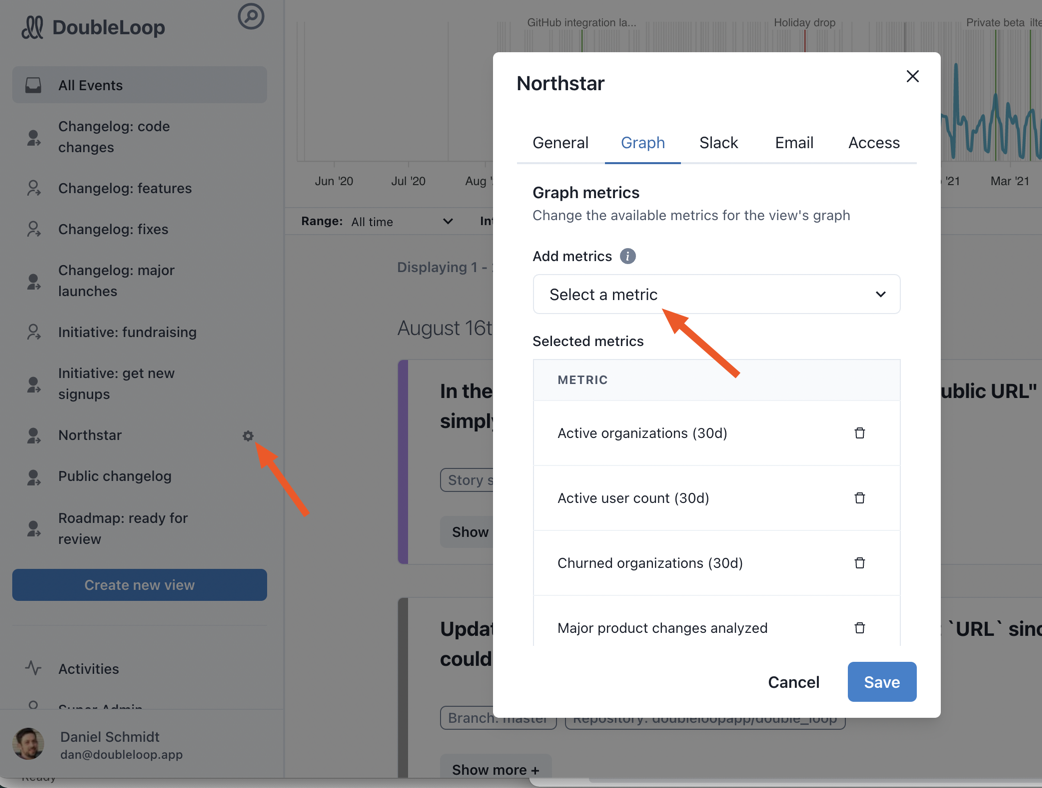 DoubleLoop
All Events
Changelog: code
changes
Changelog: features
Changelog: fixes
Changelog: major
launches
Initiative: fundraising
Initiative: get new
signups
Northstar
Public changelog
Roadmap: ready for
review
Create new view
Activities
Super Admin
Daniel Schmidt
dan@doubleloop.app
Ready
GitHub integration la...
Holiday drop
Private beta
Jun '20
Jul '20
Aug '
'21
Mar '21
Range: All time
Displaying 1 -
August 16t
In the
ublic URL"
simply
Story s
Show
Upda
`URL` sinc
could
Branch: master
Repository: doubleloopapp/double_loop
Show more +
Northstar
General
Graph
Slack
Email
Access
Graph metrics
Change the available metrics for the view's graph
Add metrics
Select a metric
Selected metrics
METRIC
Active organizations (30d)
Active user count (30d)
Churned organizations (30d)
Major product changes analyzed
Cancel
Save